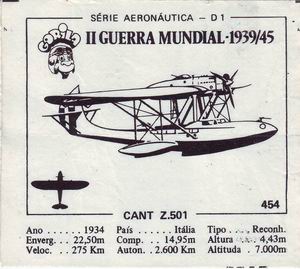 SÉRIE AERONÁUTICA - D1
II GUERRA MUNDIAL-1939/45
454
CANT Z.501
Ano ...... 1934 País ..... Itália Tipo ... Reconh.
Enverg. .. 22,50m Comp. ... 14,95m Altura .... 4,43m
Veloc. .. 275 Km Auton. . 2.600 Km Altitude . 7.000m